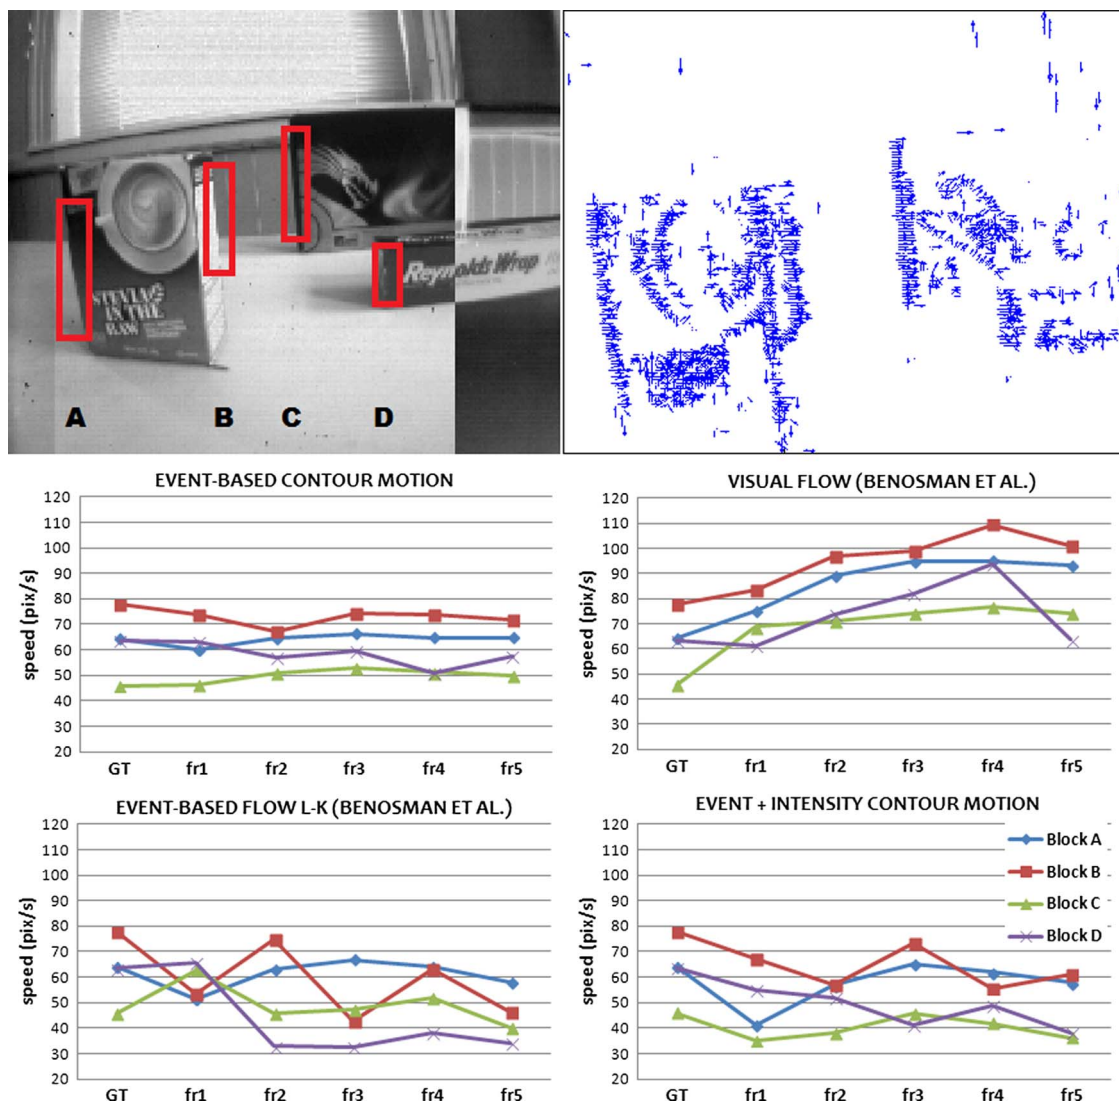 STEVIA
IN THE
RAW
Reynolds Wrap
A B C D
EVENT-BASED CONTOUR MOTION
speed (pix/s)
120
110
100
90
80
70
60
50
40
30
20
GT fr1 fr2 fr3 fr4 fr5
VISUAL FLOW (BENOSMAN ET AL.)
speed (pix/s)
120
110
100
90
80
70
60
50
40
30
20
GT fr1 fr2 fr3 fr4 fr5
EVENT-BASED FLOW L-K (BENOSMAN ET AL.)
speed (pix/s)
120
110
100
90
80
70
60
50
40
30
20
GT fr1 fr2 fr3 fr4 fr5
EVENT + INTENSITY CONTOUR MOTION
speed (pix/s)
120
110
100
90
80
70
60
50
40
30
20
GT fr1 fr2 fr3 fr4 fr5
Block A
Block B
Block C
Block D